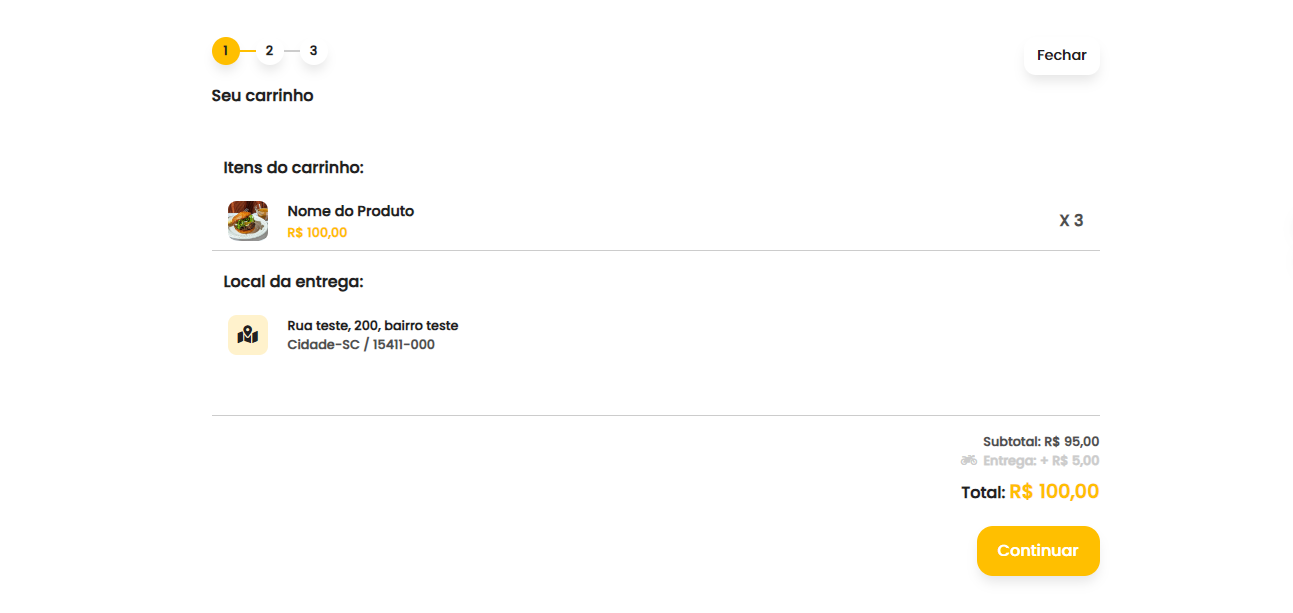 1 2 3
Fechar
Seu carrinho
Itens do carrinho:
Nome do Produto
R$ 100,00
X 3
Local da entrega:
Rua teste, 200, bairro teste
Cidade-SC / 15411-000
Subtotal: R$ 95,00
Entrega: + R$ 5,00
Total: R$ 100,00
Continuar